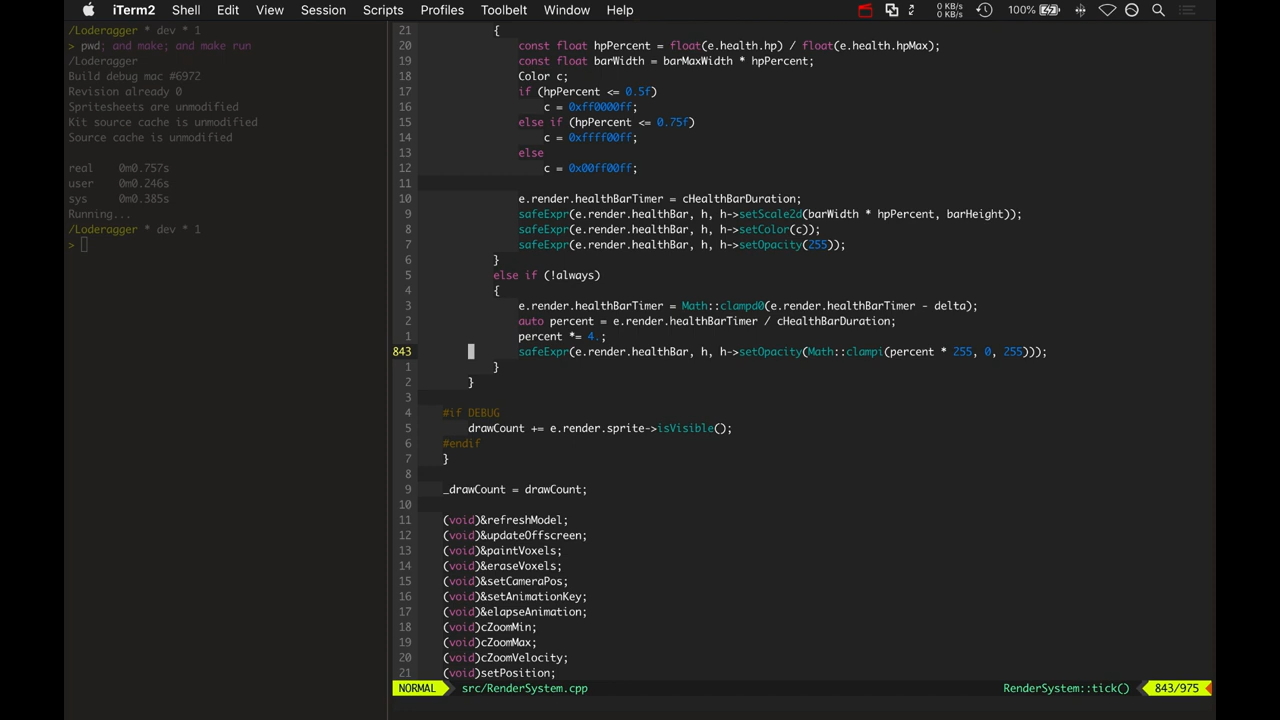 iTerm2 Shell Edit View Session Scripts Profiles Toolbelt Window Help 0 KB/s 0 KB/s 100%
/Loderagger * dev * 1
> pwd; and make; and make run
/Loderagger
Build debug mac #6972
Revision already 0
Spritesheets are unmodified
Kit source cache is unmodified
Source cache is unmodified
real 0m0.757s
user 0m0.246s
sys 0m0.385s
Running...
/Loderagger * dev * 1
>
21 {
20 const float hpPercent = float(e.health.hp) / float(e.health.hpMax);
19 const float barWidth = barMaxWidth * hpPercent;
18 Color c;
17 if (hpPercent <= 0.5f)
16 c = 0xff0000ff;
15 else if (hpPercent <= 0.75f)
14 c = 0xffff00ff;
13 else
12 c = 0x00ff00ff;
11
10 e.render.healthBarTimer = cHealthBarDuration;
9 safeExpr(e.render.healthBar, h, h->setScale2d(barWidth * hpPercent, barHeight));
8 safeExpr(e.render.healthBar, h, h->setColor(c));
7 safeExpr(e.render.healthBar, h, h->setOpacity(255));
6 }
5 else if (!always)
4 {
3 e.render.healthBarTimer = Math::clampd0(e.render.healthBarTimer - delta);
2 auto percent = e.render.healthBarTimer / cHealthBarDuration;
1 percent *= 4.;
843 safeExpr(e.render.healthBar, h, h->setOpacity(Math::clampi(percent * 255, 0, 255)));
1 }
2 }
3
4 #if DEBUG
5 drawCount += e.render.sprite->isVisible();
6 #endif
7 }
8
9 _drawCount = drawCount;
10
11 (void)&refreshModel;
12 (void)&updateOffscreen;
13 (void)&paintVoxels;
14 (void)&eraseVoxels;
15 (void)&setCameraPos;
16 (void)&setAnimationKey;
17 (void)&elapseAnimation;
18 (void)cZoomMin;
19 (void)cZoomMax;
20 (void)cZoomVelocity;
21 (void)setPosition;
NORMAL src/RenderSystem.cpp RenderSystem::tick() 843/975